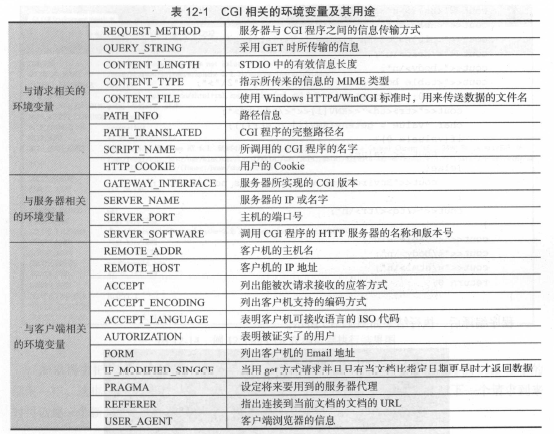 表 12-1 CGI 相关的环境变量及其用途
与请求相关的环境变量
REQUEST_METHOD 服务器与 CGI 程序之间的信息传输方式
QUERY_STRING 采用 GET 时所传输的信息
CONTENT_LENGTH STDIO 中的有效信息长度
CONTENT_TYPE 指示所传来的信息的 MIME 类型
CONTENT_FILE 使用 Windows HTTPd/WinCGI 标准时，用来传送数据的文件名
PATH_INFO 路径信息
PATH_TRANSLATED CGI 程序的完整路径名
SCRIPT_NAME 所调用的 CGI 程序的名字
HTTP_COOKIE 用户的 Cookie
与服务器相关的环境变量
GATEWAY_INTERFACE 服务器所实现的 CGI 版本
SERVER_NAME 服务器的 IP 或名字
SERVER_PORT 主机的端口号
SERVER_SOFTWARE 调用 CGI 程序的 HTTP 服务器的名称和版本号
与客户端相关的环境变量
REMOTE_ADDR 客户机的主机名
REMOTE_HOST 客户机的 IP 地址
ACCEPT 列出能被次请求接收的应答方式
ACCEPT_ENCODING 列出客户机支持的编码方式
ACCEPT_LANGUAGE 表明客户机可接收语言的 ISO 代码
AUTORIZATION 表明被证实了的用户
FORM 列出客户机的 Email 地址
IF_MODIFIED_SINGCE 当用 get 方式请求并且只有当文档比指定日期更早时才返回数据
PRAGMA 设定将来要用到的服务器代理
REFFERER 指出连接到当前文档的文档的 URL
USER_AGENT 客户端浏览器的信息